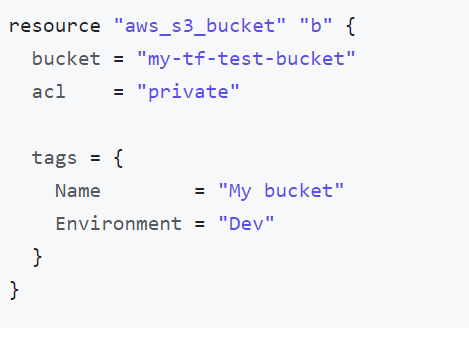 resource "aws_s3_bucket" "b" {
  bucket = "my-tf-test-bucket"
  acl    = "private"

  tags = {
    Name        = "My bucket"
    Environment = "Dev"
  }
}